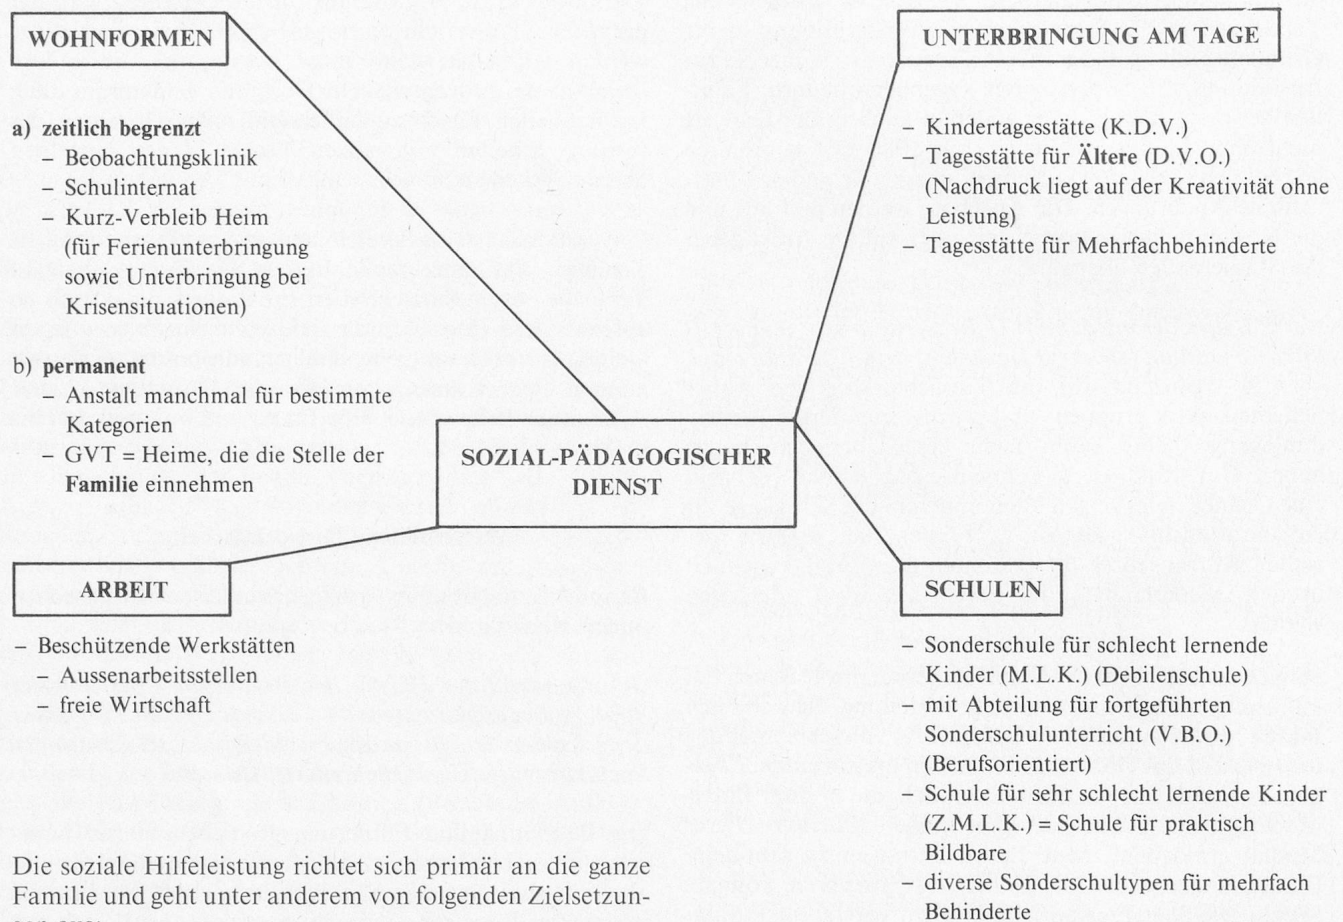 WOHNFORMEN
a) zeitlich begrenzt
– Beobachtungsklinik
– Schulinternat
– Kurz-Verbleib Heim
(für Ferienunterbringung
sowie Unterbringung bei
Krisensituationen)
b) permanent
– Anstalt manchmal für bestimmte
Kategorien
– GVT = Heime, die die Stelle der
Familie einnehmen
UNTERBRINGUNG AM TAGE
– Kindertagesstätte (K.D.V.)
– Tagesstätte für Ältere (D.V.O.)
(Nachdruck liegt auf der Kreativität ohne
Leistung)
– Tagesstätte für Mehrfachbehinderte
SOZIAL-PÄDAGOGISCHER
DIENST
ARBEIT
– Beschützende Werkstätten
– Aussenarbeitsstellen
– freie Wirtschaft
SCHULEN
– Sonderschule für schlecht lernende
Kinder (M.L.K.) (Debilenschule)
– mit Abteilung für fortgeführten
Sonderschulunterricht (V.B.O.)
(Berufsorientiert)
– Schule für sehr schlecht lernende Kinder
(Z.M.L.K.) = Schule für praktisch
Bildbare
– diverse Sonderschultypen für mehrfach
Behinderte
Die soziale Hilfeleistung richtet sich primär an die ganze
Familie und geht unter anderem von folgenden Zielsetzun-